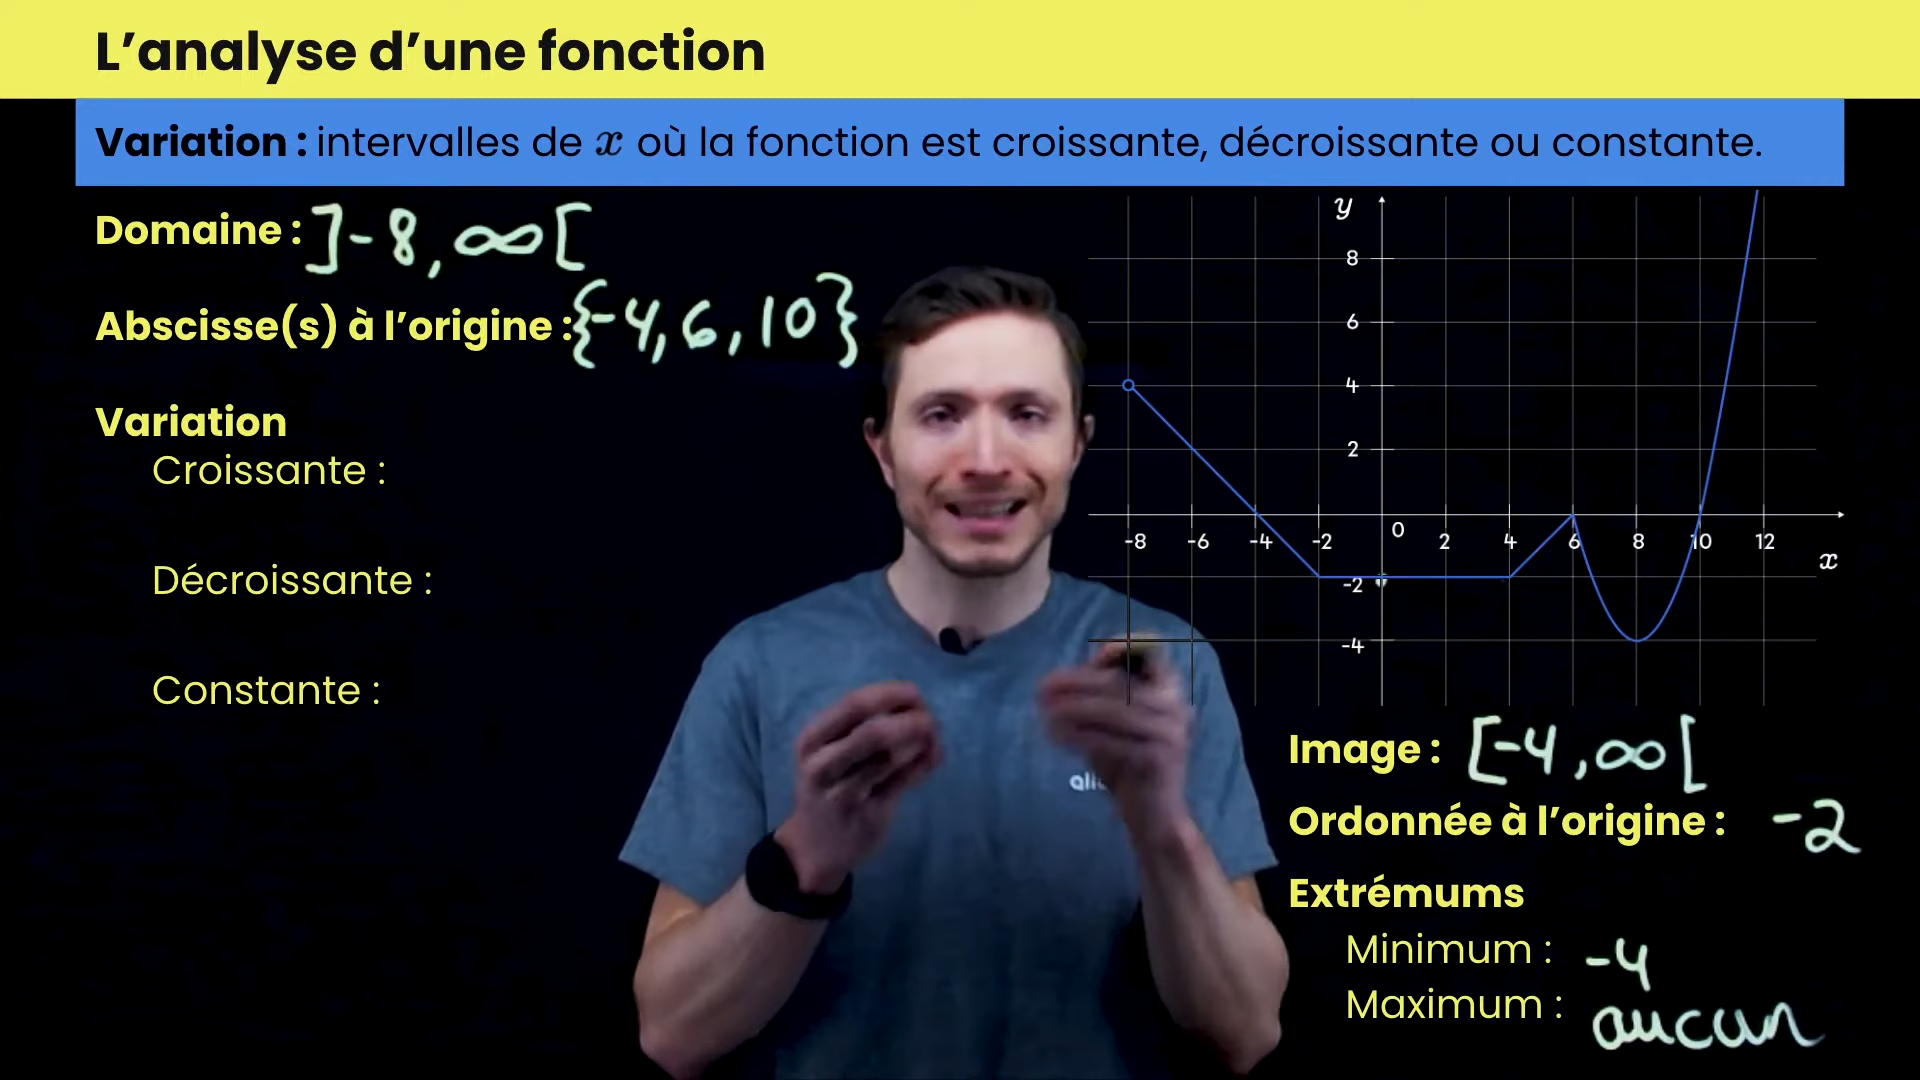 L’analyse d’une fonction
Variation : intervalles de x où la fonction est croissante, décroissante ou constante.
Domaine : ]-8, ∞[
Abscisse(s) à l’origine : {-4, 6, 10}
Variation
Croissante :
Décroissante :
Constante :
y
8
6
4
2
0
-8 -6 -4 -2 2 4 6 8 10 12
x
-2
-4
Image : [-4, ∞[
Ordonnée à l’origine : -2
Extrémums
Minimum : -4
Maximum : aucun